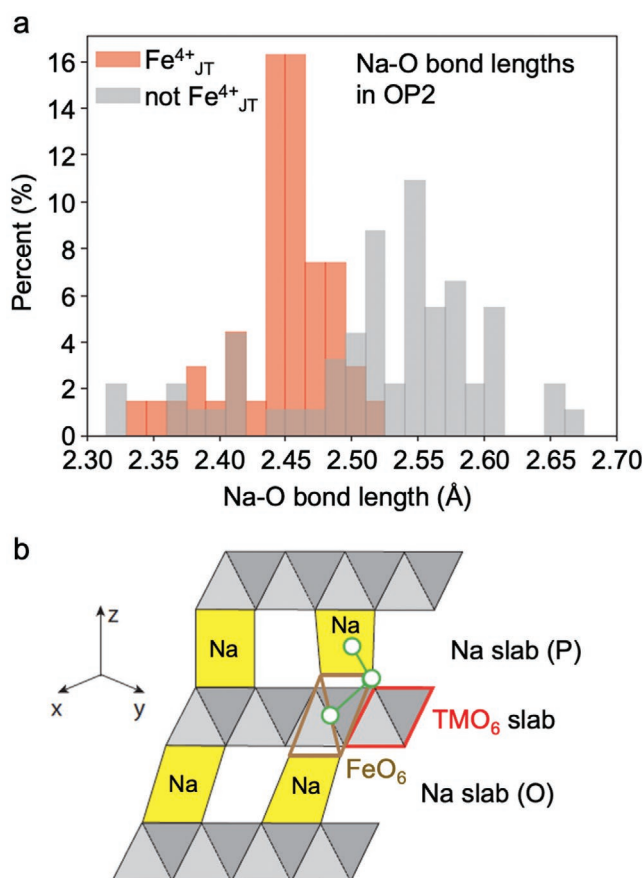 a
Fe⁴⁺JT
not Fe⁴⁺JT
Na-O bond lengths
in OP2
Percent (%)
16
14
12
10
8
6
4
2
0
2.30 2.35 2.40 2.45 2.50 2.55 2.60 2.65 2.70
Na-O bond length (Å)
b
z
x
y
Na
Na
Na slab (P)
TMO₆ slab
FeO₆
Na
Na
Na slab (O)